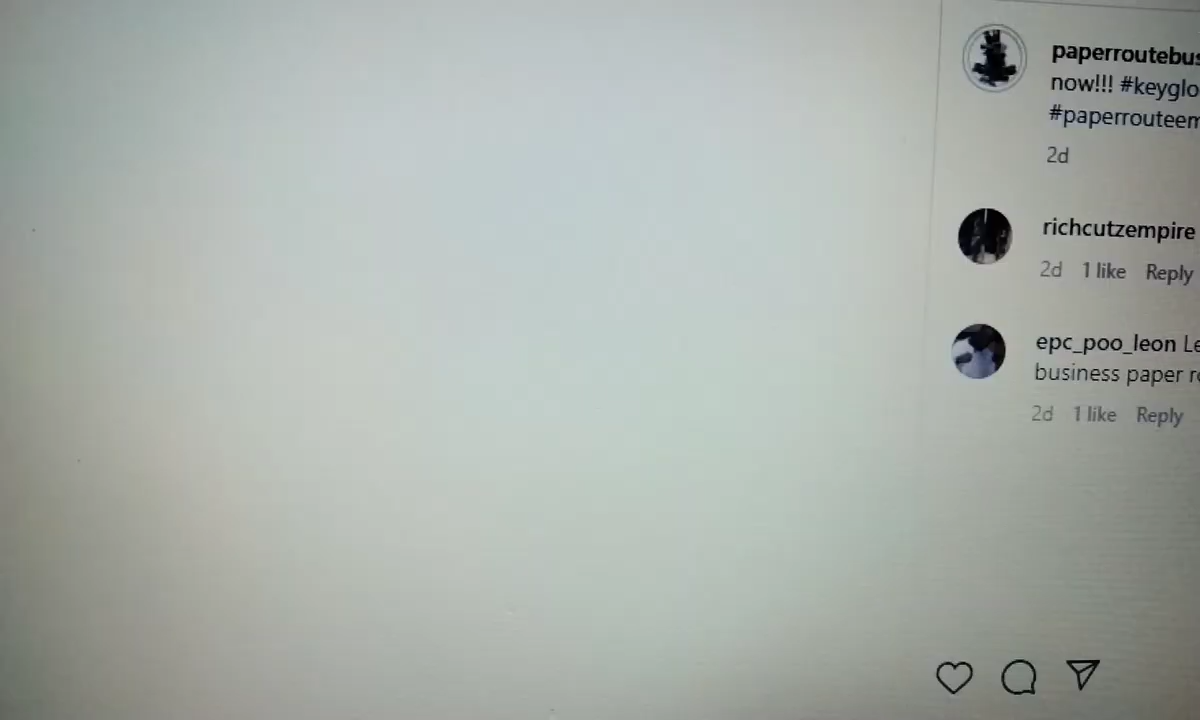 paperroutebus
now!!! #keyglo
#paperrouteem
2d
richcutzempire
2d 1 like Reply
epc_poo_leon Le
business paper r
2d 1 like Reply